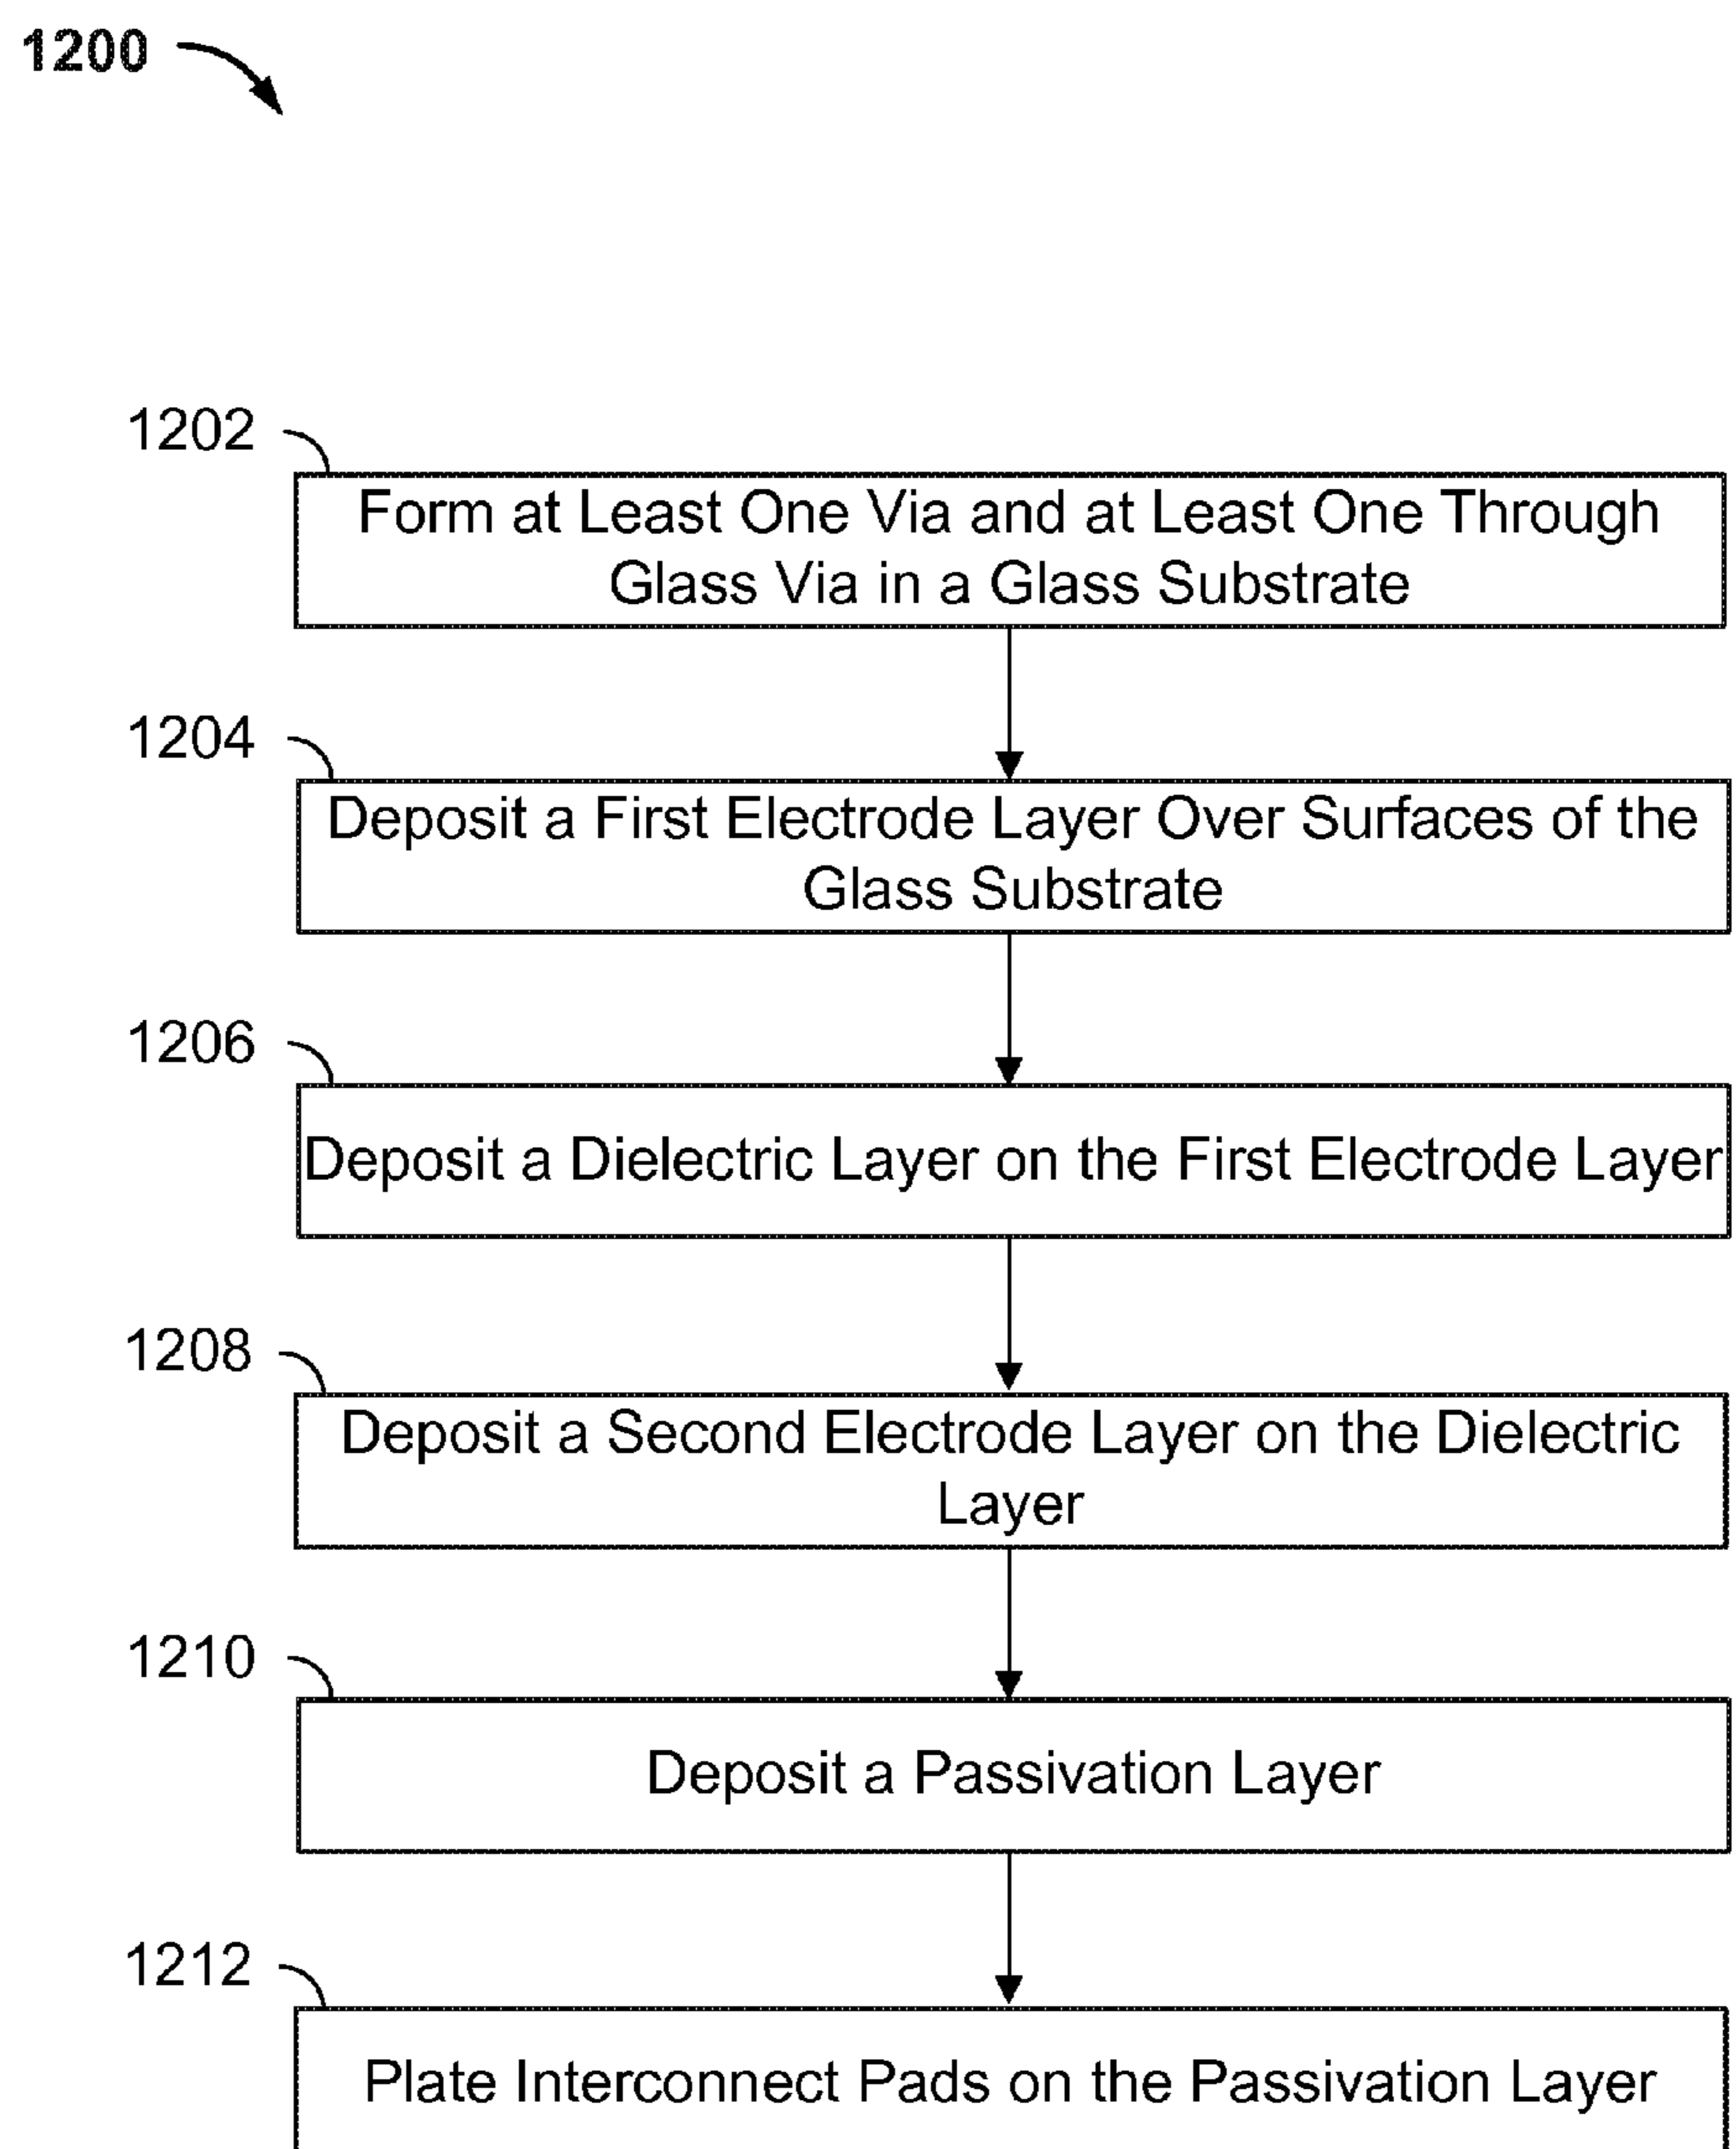 1200
1202
Form at Least One Via and at Least One Through
Glass Via in a Glass Substrate
1204
Deposit a First Electrode Layer Over Surfaces of the
Glass Substrate
1206
Deposit a Dielectric Layer on the First Electrode Layer
1208
Deposit a Second Electrode Layer on the Dielectric
Layer
1210
Deposit a Passivation Layer
1212
Plate Interconnect Pads on the Passivation Layer